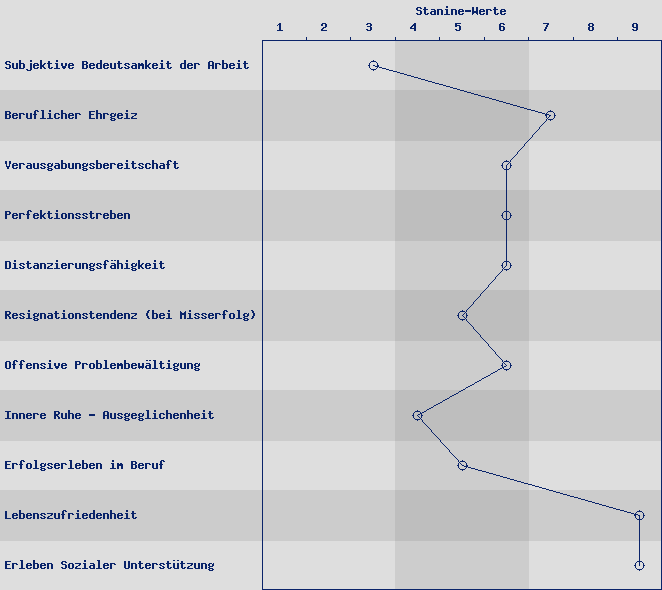 Stanine-Werte
1 2 3 4 5 6 7 8 9
Subjektive Bedeutsamkeit der Arbeit
Beruflicher Ehrgeiz
Verausgabungsbereitschaft
Perfektionsstreben
Distanzierungsfähigkeit
Resignationstendenz (bei Misserfolg)
Offensive Problembewältigung
Innere Ruhe - Ausgeglichenheit
Erfolgserleben im Beruf
Lebenszufriedenheit
Erleben Sozialer Unterstützung